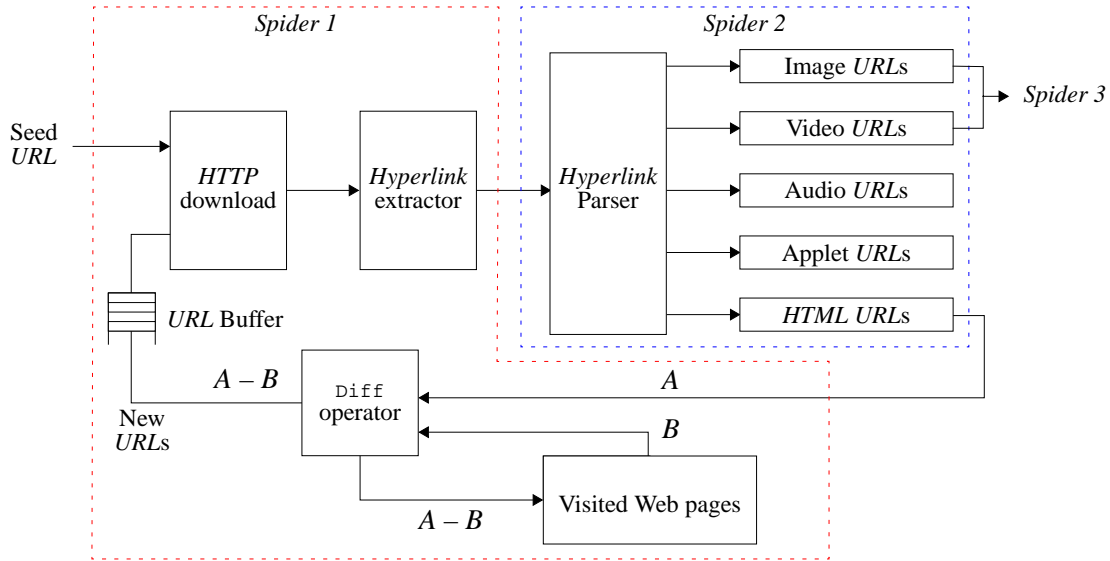 Spider 1
Spider 2
Image URLs
Spider 3
Video URLs
Seed
URL
HTTP
download
Hyperlink
extractor
Hyperlink
Parser
Audio URLs
Applet URLs
HTML URLs
URL Buffer
A – B
Diff
operator
A
New
URLs
B
A – B
Visited Web pages